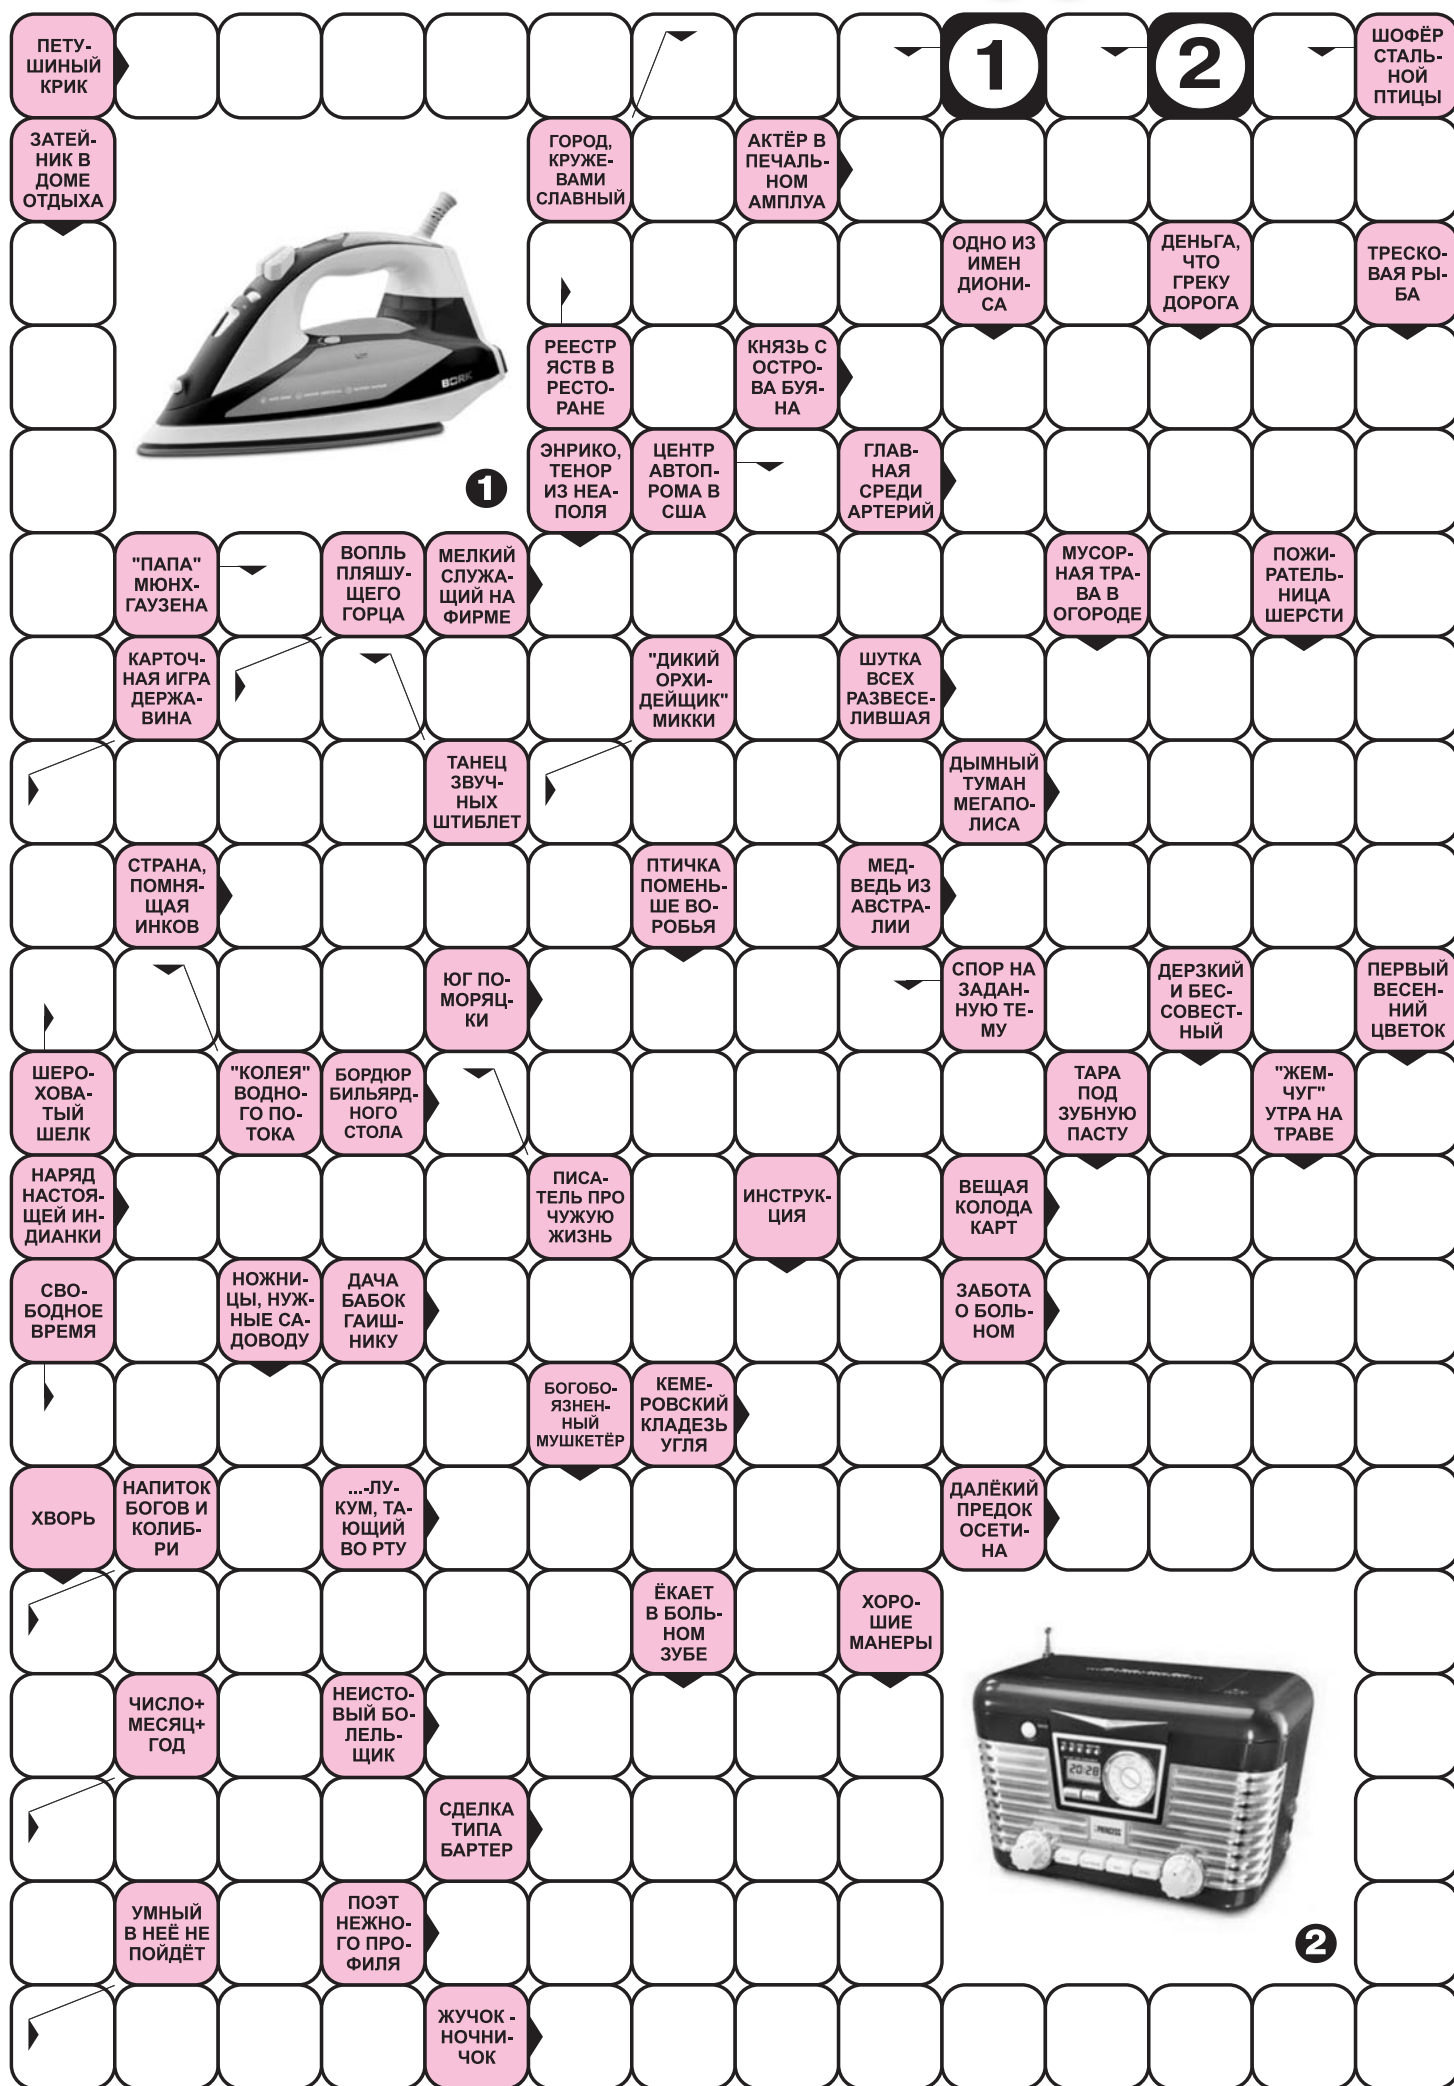 ПЕТУ-
ШИНЫЙ
КРИК
1
2
ШОФЁР
СТАЛЬ-
НОЙ
ПТИЦЫ
ЗАТЕЙ-
НИК В
ДОМЕ
ОТДЫХА
ГОРОД,
КРУЖЕ-
ВАМИ
СЛАВНЫЙ
АКТЁР В
ПЕЧАЛЬ-
НОМ
АМПЛУА
ОДНО ИЗ
ИМЕН
ДИОНИ-
СА
ДЕНЬГА,
ЧТО
ГРЕКУ
ДОРОГА
ТРЕСКО-
ВАЯ РЫ-
БА
BORK
РЕЕСТР
ЯСТВ В
РЕСТО-
РАНЕ
КНЯЗЬ С
ОСТРО-
ВА БУЯ-
НА
1
ЭНРИКО,
ТЕНОР
ИЗ НЕА-
ПОЛЯ
ЦЕНТР
АВТОП-
РОМА В
США
ГЛАВ-
НАЯ
СРЕДИ
АРТЕРИЙ
"ПАПА"
МЮНХ-
ГАУЗЕНА
ВОПЛЬ
ПЛЯШУ-
ЩЕГО
ГОРЦА
МЕЛКИЙ
СЛУЖА-
ЩИЙ НА
ФИРМЕ
МУСОР-
НАЯ ТРА-
ВА В
ОГОРОДЕ
ПОЖИ-
РАТЕЛЬ-
НИЦА
ШЕРСТИ
КАРТОЧ-
НАЯ ИГРА
ДЕРЖА-
ВИНА
"ДИКИЙ
ОРХИ-
ДЕЙЩИК"
МИККИ
ШУТКА
ВСЕХ
РАЗВЕСЕ-
ЛИВШАЯ
ТАНЕЦ
ЗВУЧ-
НЫХ
ШТИБЛЕТ
ДЫМНЫЙ
ТУМАН
МЕГАПО-
ЛИСА
СТРАНА,
ПОМНЯ-
ЩАЯ
ИНКОВ
ПТИЧКА
ПОМЕНЬ-
ШЕ ВО-
РОБЬЯ
МЕД-
ВЕДЬ ИЗ
АВСТРА-
ЛИИ
ЮГ ПО-
МОРЯЦ-
КИ
СПОР НА
ЗАДАН-
НУЮ ТЕ-
МУ
ДЕРЗКИЙ
И БЕС-
СОВЕСТ-
НЫЙ
ПЕРВЫЙ
ВЕСЕН-
НИЙ
ЦВЕТОК
ШЕРО-
ХОВА-
ТЫЙ
ШЕЛК
"КОЛЕЯ"
ВОДНО-
ГО ПО-
ТОКА
БОРДЮР
БИЛЬЯРД-
НОГО
СТОЛА
ТАРА
ПОД
ЗУБНУЮ
ПАСТУ
"ЖЕМ-
ЧУГ"
УТРА НА
ТРАВЕ
НАРЯД
НАСТОЯ-
ЩЕЙ ИН-
ДИАНКИ
ПИСА-
ТЕЛЬ ПРО
ЧУЖУЮ
ЖИЗНЬ
ИНСТРУК-
ЦИЯ
ВЕЩАЯ
КОЛОДА
КАРТ
СВО-
БОДНОЕ
ВРЕМЯ
НОЖНИ-
ЦЫ, НУЖ-
НЫЕ СА-
ДОВОДУ
ДАЧА
БАБОК
ГАИШ-
НИКУ
ЗАБОТА
О БОЛЬ-
НОМ
БОГОБО-
ЯЗНЕН-
НЫЙ
МУШКЕТЁР
КЕМЕ-
РОВСКИЙ
КЛАДЕЗЬ
УГЛЯ
ХВОРЬ
НАПИТОК
БОГОВ И
КОЛИБ-
РИ
...-ЛУ-
КУМ, ТА-
ЮЩИЙ
ВО РТУ
ДАЛЁКИЙ
ПРЕДОК
ОСЕТИ-
НА
ЁКАЕТ
В БОЛЬ-
НОМ
ЗУБЕ
ХОРО-
ШИЕ
МАНЕРЫ
ЧИСЛО+
МЕСЯЦ+
ГОД
НЕИСТО-
ВЫЙ БО-
ЛЕЛЬ-
ЩИК
20:28
СДЕЛКА
ТИПА
БАРТЕР
УМНЫЙ
В НЕЁ НЕ
ПОЙДЁТ
ПОЭТ
НЕЖНО-
ГО ПРО-
ФИЛЯ
2
ЖУЧОК -
НОЧНИ-
ЧОК